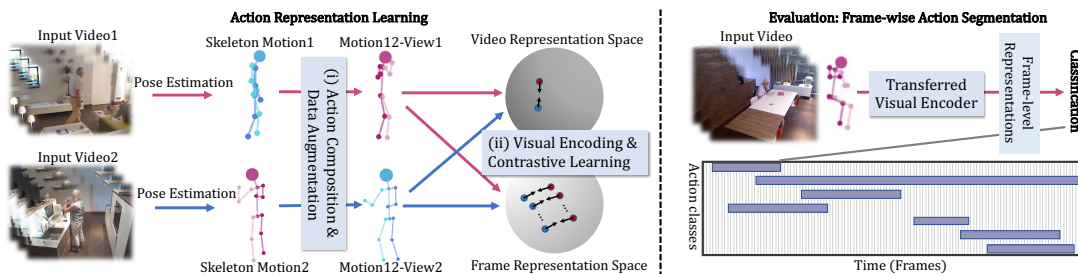 Action Representation Learning
Input Video1
Pose Estimation
Skeleton Motion1
Motion12-View1
Video Representation Space
(i) Action Composition &
Data Augmentation
(ii) Visual Encoding &
Contrastive Learning
Input Video2
Pose Estimation
Skeleton Motion2
Motion12-View2
Frame Representation Space
Evaluation: Frame-wise Action Segmentation
Input Video
Transferred
Visual Encoder
Frame-level
Representations
Classification
Action classes
Time (Frames)